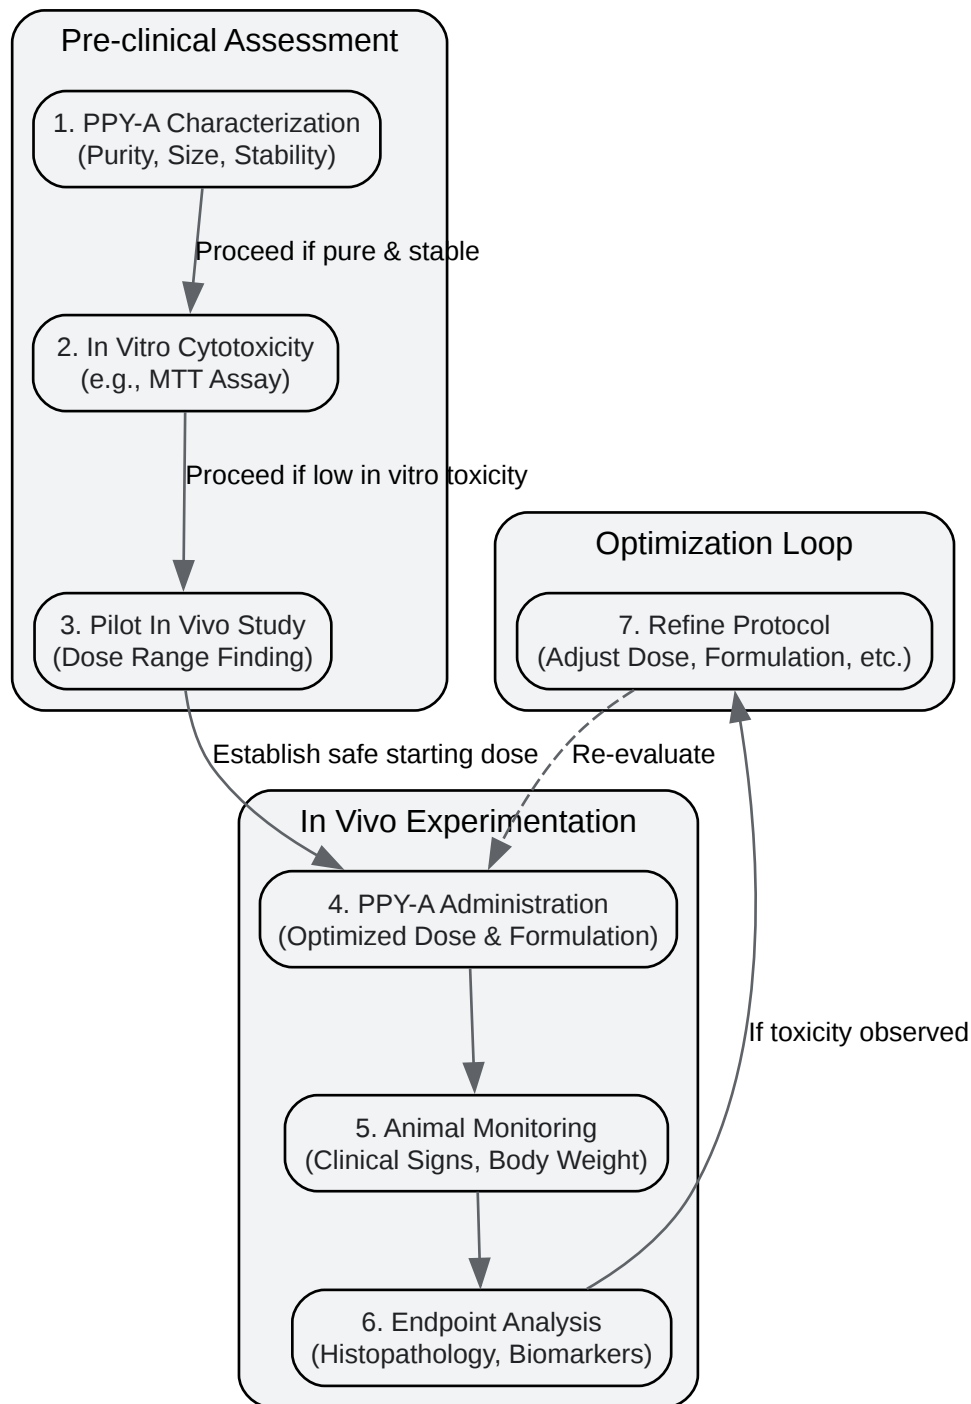 Pre-clinical Assessment
1. PPY-A Characterization
(Purity, Size, Stability)
Proceed if pure & stable
2. In Vitro Cytotoxicity
(e.g., MTT Assay)
Proceed if low in vitro toxicity
3. Pilot In Vivo Study
(Dose Range Finding)
Optimization Loop
7. Refine Protocol
(Adjust Dose, Formulation, etc.)
Establish safe starting dose
Re-evaluate
In Vivo Experimentation
4. PPY-A Administration
(Optimized Dose & Formulation)
If toxicity observed
5. Animal Monitoring
(Clinical Signs, Body Weight)
6. Endpoint Analysis
(Histopathology, Biomarkers)